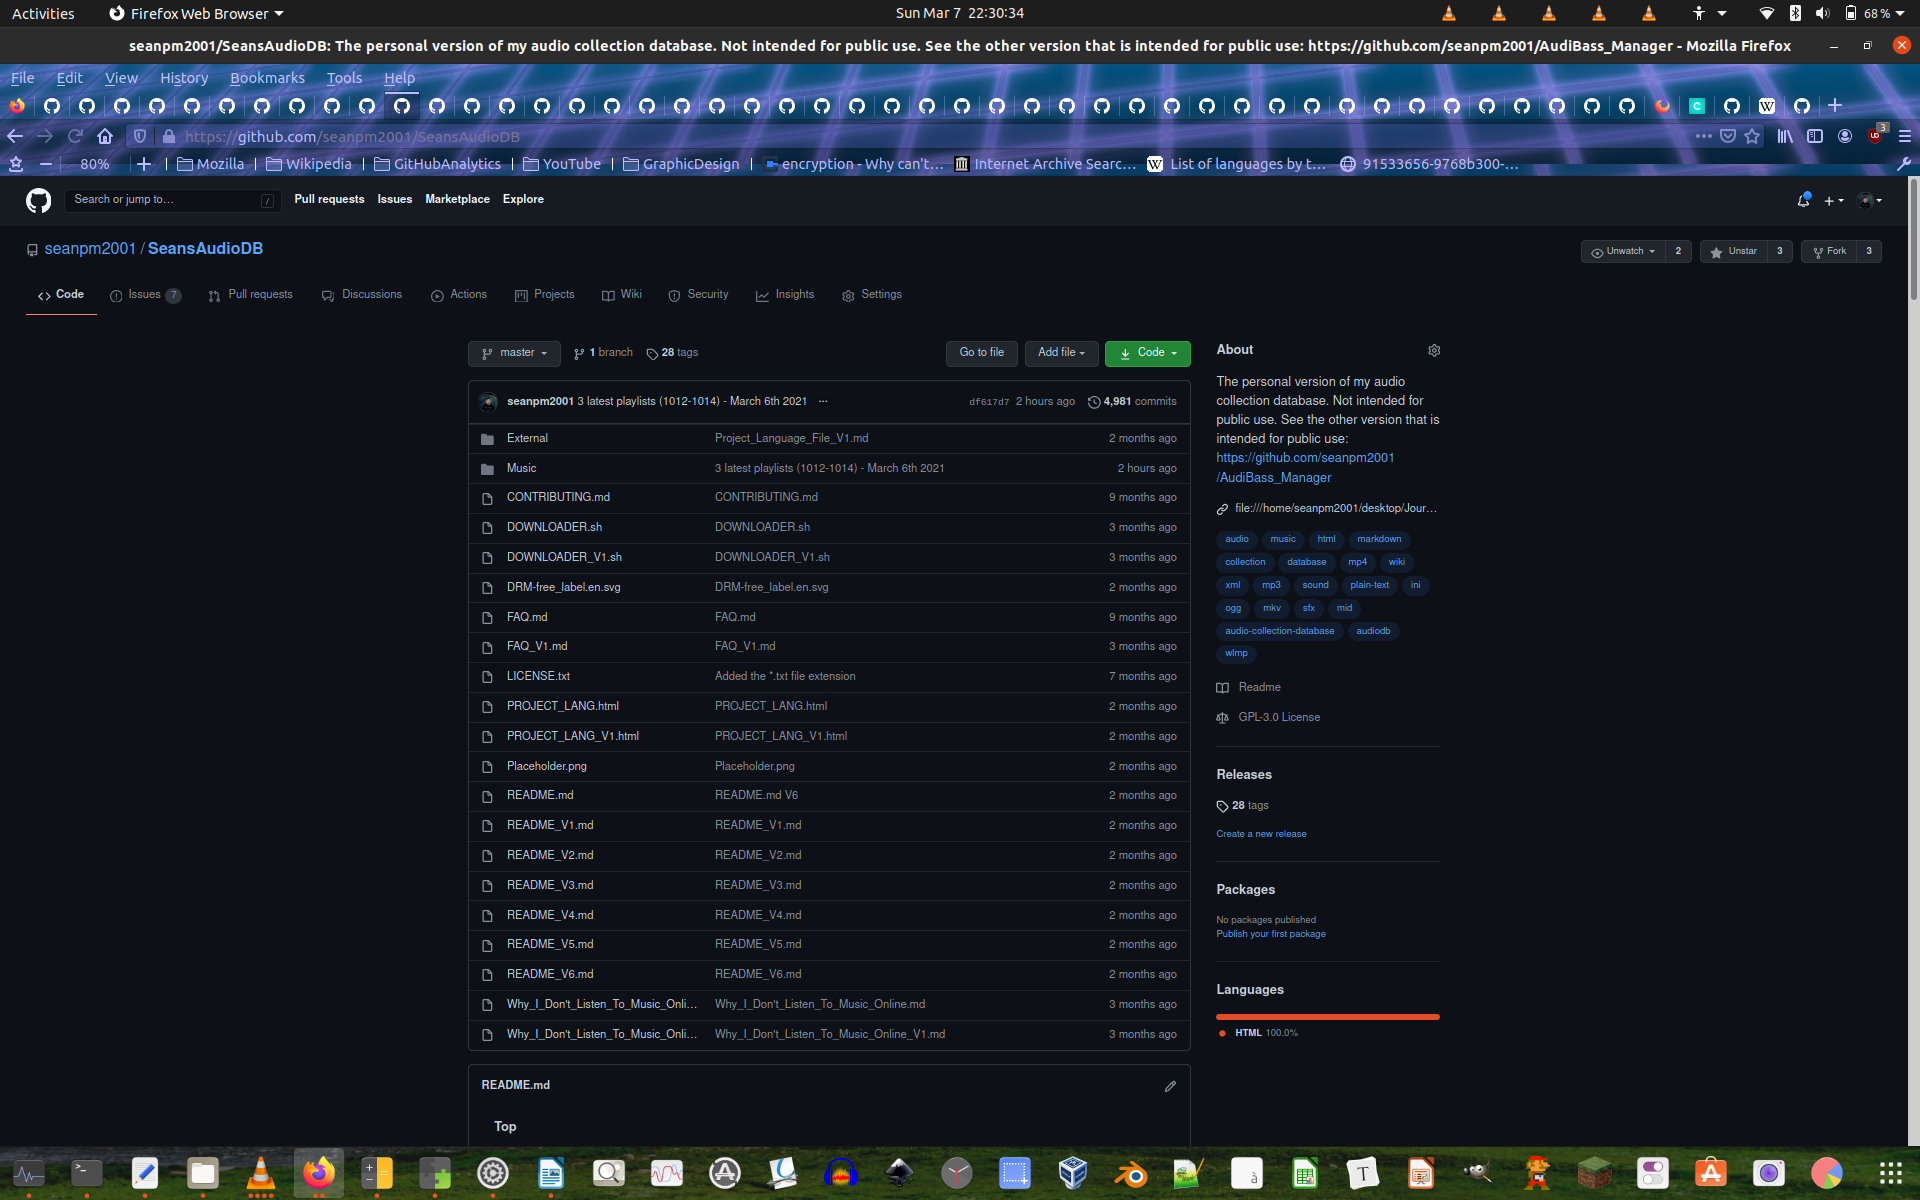 Activities Firefox Web Browser Sun Mar 7 22:30:34 68 %
seanpm2001/SeansAudioDB: The personal version of my audio collection database. Not intended for public use. See the other version that is intended for public use: https://github.com/seanpm2001/AudiBass_Manager - Mozilla Firefox
File Edit View History Bookmarks Tools Help
https://github.com/seanpm2001/SeansAudioDB 3
80% Mozilla Wikipedia GitHubAnalytics YouTube GraphicDesign encryption - Why can't… Internet Archive Searc… List of languages by t… 91533656-9768b300-…
Search or jump to… / Pull requests Issues Marketplace Explore
seanpm2001 / SeansAudioDB Unwatch 2 Unstar 3 Fork 3
Code Issues 7 Pull requests Discussions Actions Projects Wiki Security Insights Settings
master 1 branch 28 tags Go to file Add file Code
seanpm2001 3 latest playlists (1012-1014) - March 6th 2021 … df617d7 2 hours ago 4,981 commits
External Project_Language_File_V1.md 2 months ago
Music 3 latest playlists (1012-1014) - March 6th 2021 2 hours ago
CONTRIBUTING.md CONTRIBUTING.md 9 months ago
DOWNLOADER.sh DOWNLOADER.sh 3 months ago
DOWNLOADER_V1.sh DOWNLOADER_V1.sh 3 months ago
DRM-free_label.en.svg DRM-free_label.en.svg 2 months ago
FAQ.md FAQ.md 9 months ago
FAQ_V1.md FAQ_V1.md 3 months ago
LICENSE.txt Added the *.txt file extension 7 months ago
PROJECT_LANG.html PROJECT_LANG.html 2 months ago
PROJECT_LANG_V1.html PROJECT_LANG_V1.html 2 months ago
Placeholder.png Placeholder.png 2 months ago
README.md README.md V6 2 months ago
README_V1.md README_V1.md 2 months ago
README_V2.md README_V2.md 2 months ago
README_V3.md README_V3.md 2 months ago
README_V4.md README_V4.md 2 months ago
README_V5.md README_V5.md 2 months ago
README_V6.md README_V6.md 2 months ago
Why_I_Don't_Listen_To_Music_Onli… Why_I_Don't_Listen_To_Music_Online.md 3 months ago
Why_I_Don't_Listen_To_Music_Onli… Why_I_Don't_Listen_To_Music_Online_V1.md 3 months ago
README.md
Top
About
The personal version of my audio
collection database. Not intended for
public use. See the other version that is
intended for public use:
https://github.com/seanpm2001
/AudiBass_Manager
file:///home/seanpm2001/desktop/Jour…
audio music html markdown
collection database mp4 wiki
xml mp3 sound plain-text ini
ogg mkv sfx mid
audio-collection-database audiodb
wlmp
Readme
GPL-3.0 License
Releases
28 tags
Create a new release
Packages
No packages published
Publish your first package
Languages
HTML 100.0%